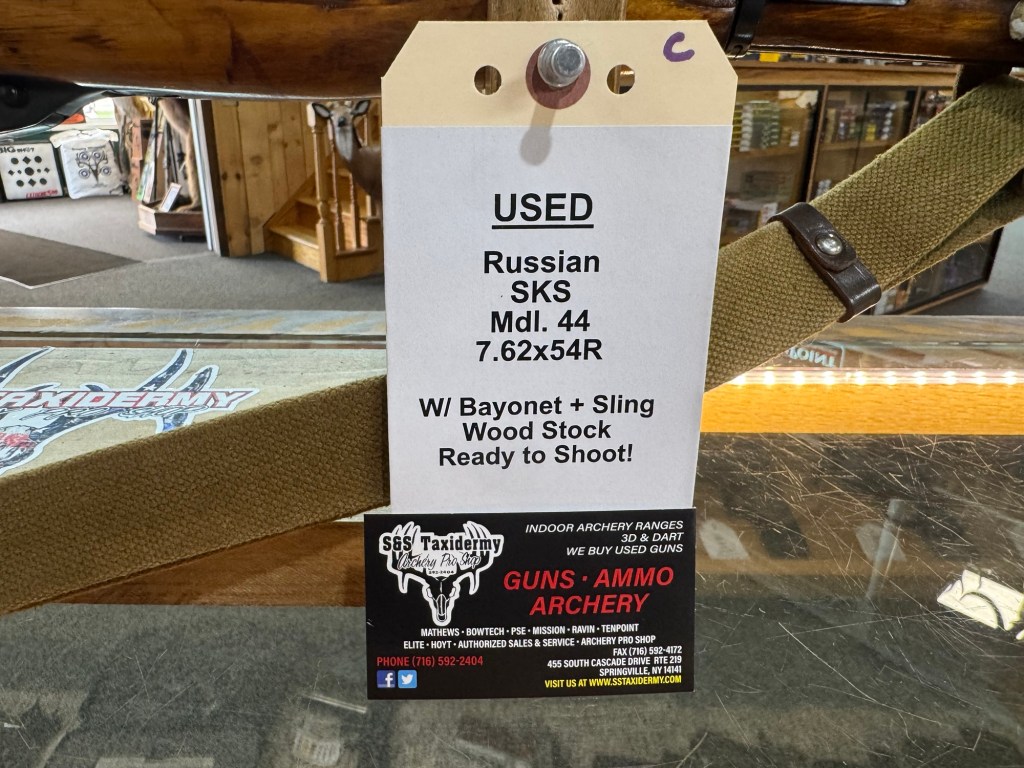 C
USED
Russian
SKS
Mdl. 44
7.62x54R
W/ Bayonet + Sling
Wood Stock
Ready to Shoot!
S&S Taxidermy
Archery Pro Shop
592-2404
INDOOR ARCHERY RANGES
3D & DART
WE BUY USED GUNS
GUNS · AMMO
ARCHERY
MATHEWS · BOWTECH · PSE · MISSION · RAVIN · TENPOINT
ELITE · HOYT · AUTHORIZED SALES & SERVICE · ARCHERY PRO SHOP
PHONE (716) 592-2404
FAX (716) 592-4172
455 SOUTH CASCADE DRIVE RTE 219
SPRINGVILLE, NY 14141
VISIT US AT WWW.SSTAXIDERMY.COM
TAXIDERMY